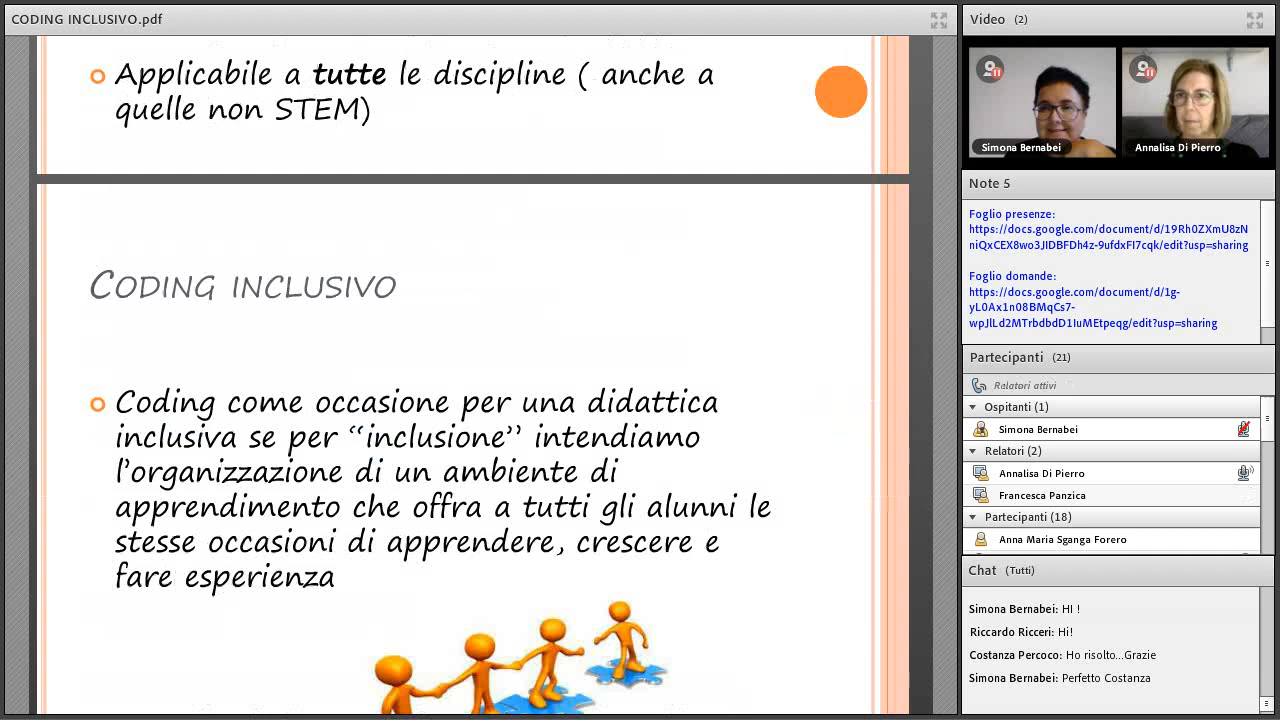 CODING INCLUSIVO.pdf
Applicabile a tutte le discipline ( anche a
quelle non STEM)
CODING INCLUSIVO
Coding come occasione per una didattica
inclusiva se per “inclusione” intendiamo
l’organizzazione di un ambiente di
apprendimento che offra a tutti gli alunni le
stesse occasioni di apprendere, crescere e
fare esperienza
Video (2)
Simona Bernabei
Annalisa Di Pierro
Note 5
Foglio presenze:
https://docs.google.com/document/d/19Rh0ZXmU8zN
niQxCEX8wo3JIDBFDh4z-9ufdxFI7cqk/edit?usp=sharing
Foglio domande:
https://docs.google.com/document/d/1g-
yL0Ax1n08BMqCs7-
wpJlLd2MTrbdbdD1IuMEtpeqg/edit?usp=sharing
Partecipanti (21)
Relatori attivi
Ospitanti (1)
Simona Bernabei
Relatori (2)
Annalisa Di Pierro
Francesca Panzica
Partecipanti (18)
Anna Maria Sganga Forero
Chat (Tutti)
Simona Bernabei: HI !
Riccardo Ricceri: Hi!
Costanza Percoco: Ho risolto...Grazie
Simona Bernabei: Perfetto Costanza